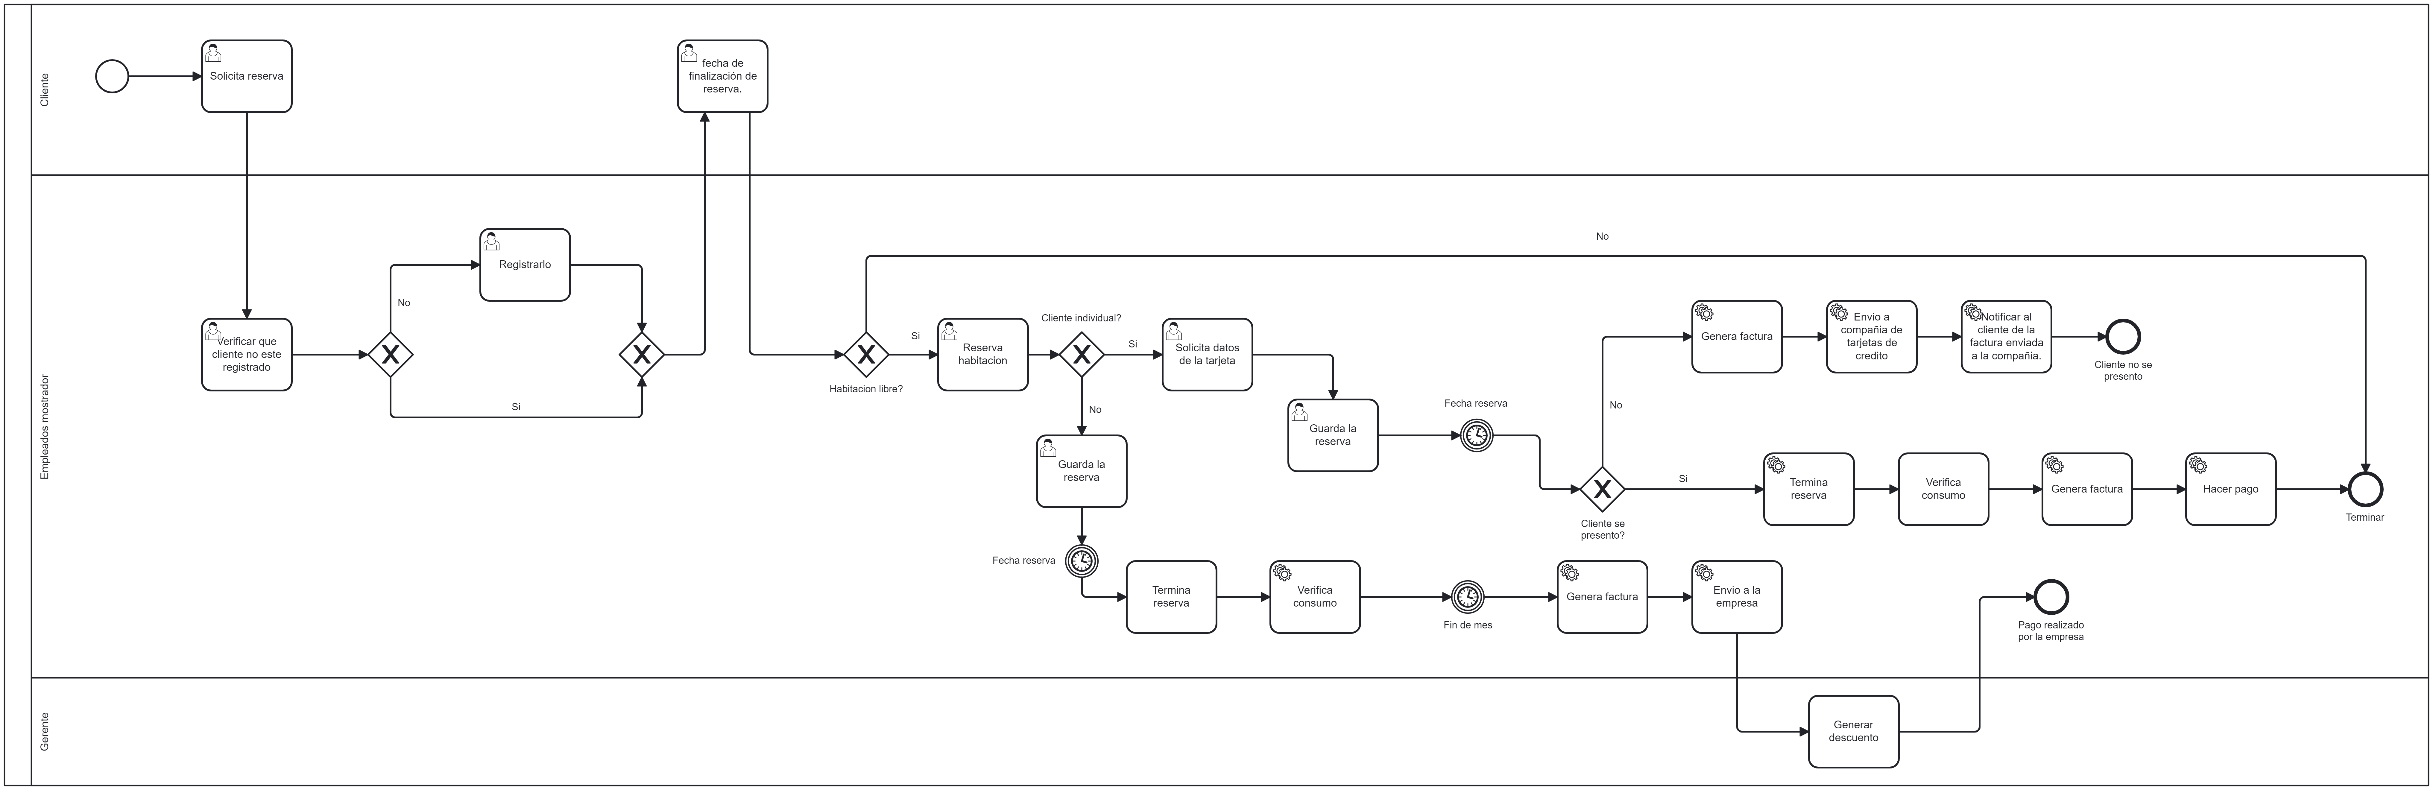 Cliente
Solicita reserva
fecha de
finalización de
reserva.
Empleados mostrador
Verificar que
cliente no este
registrado
No
Registrarlo
Si
Habitacion libre?
No
Si
Reserva
habitacion
Cliente individual?
Si
Solicita datos
de la tarjeta
No
Guarda la
reserva
Guarda la
reserva
Fecha reserva
Cliente se
presento?
No
Genera factura
Envio a
compañia de
tarjetas de
credito
Notificar al
cliente de la
factura enviada
a la compañia.
Cliente no se
presento
Si
Termina
reserva
Verifica
consumo
Genera factura
Hacer pago
Terminar
Fecha reserva
Termina
reserva
Verifica
consumo
Fin de mes
Genera factura
Envio a la
empresa
Pago realizado
por la empresa
Gerente
Generar
descuento